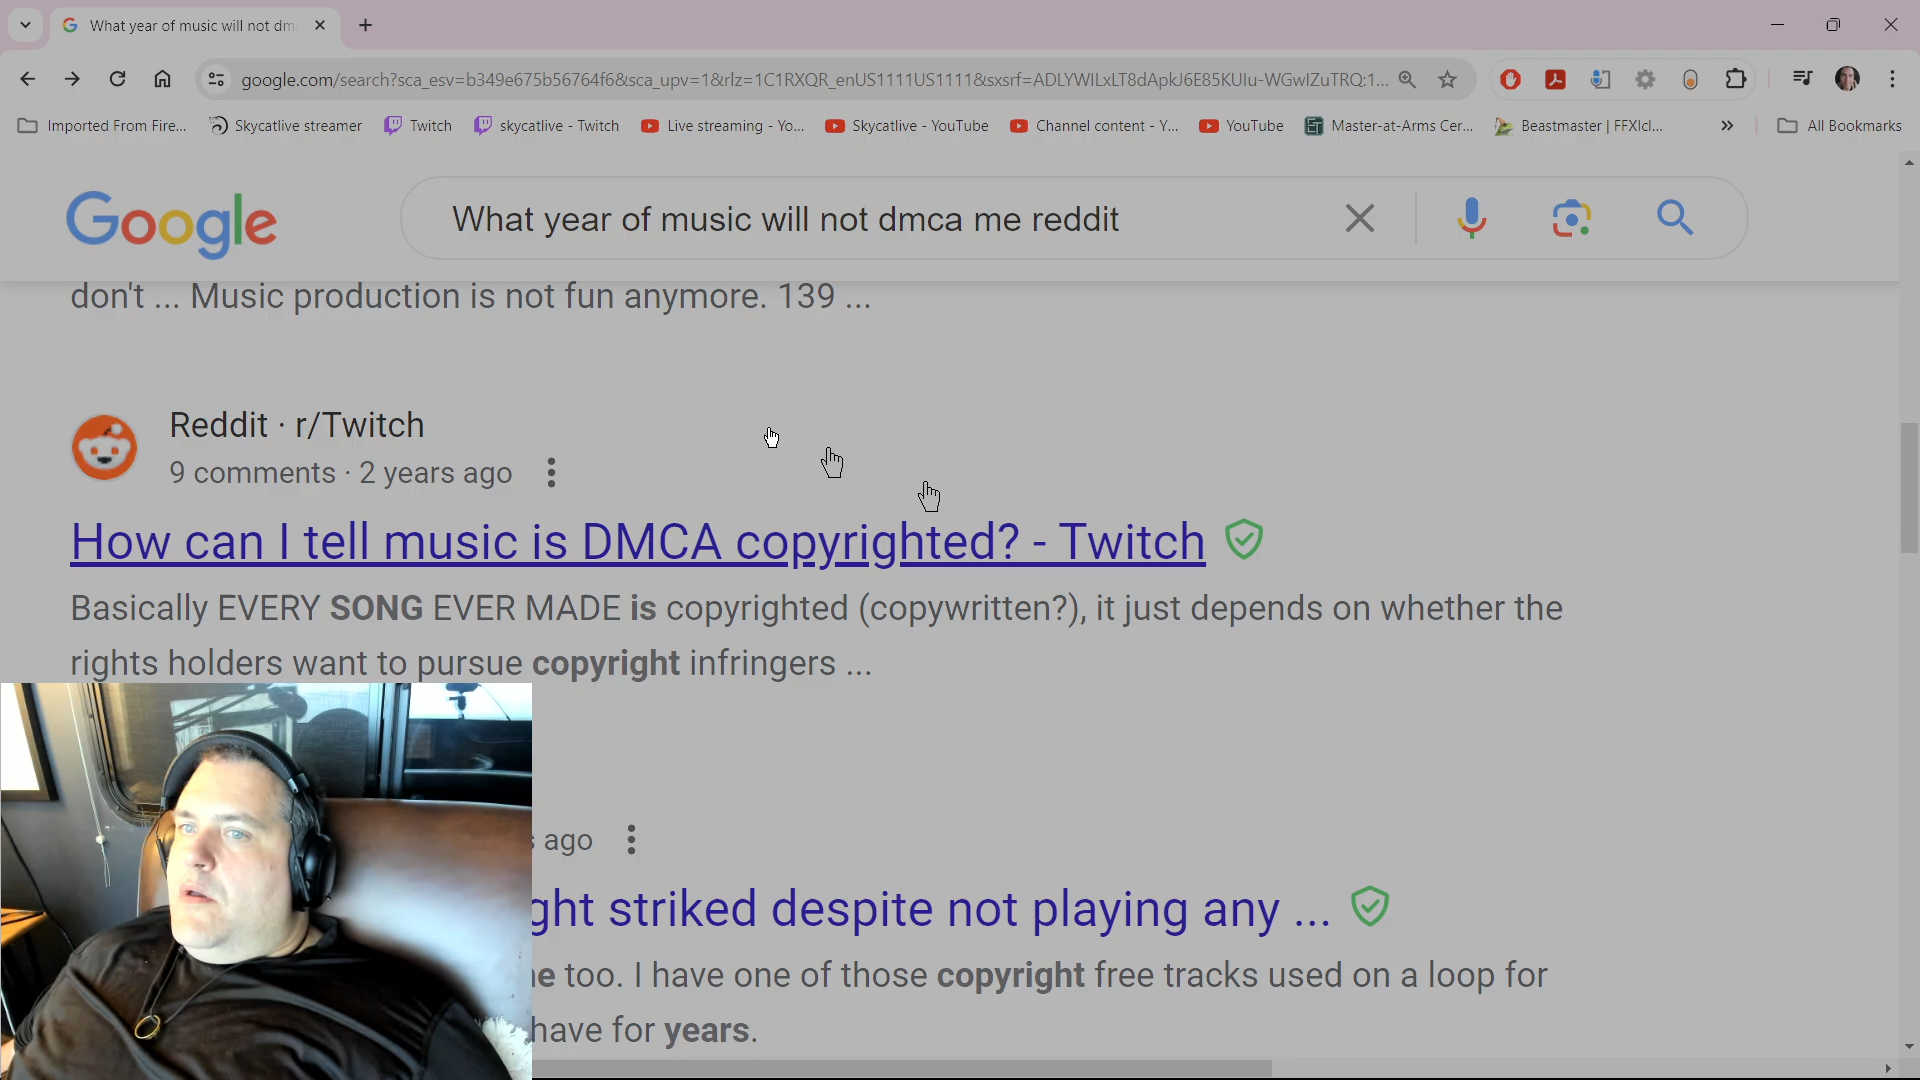 What year of music will not dm
google.com/search?sca_esv=b349e675b56764f6&sca_upv=1&rlz=1C1RXQR_enUS1111US1111&sxsrf=ADLYWILxLT8dApkJ6E85KUIu-WGwIZuTRQ:1...
Imported From Fire... Skycatlive streamer Twitch skycatlive - Twitch Live streaming - Yo... Skycatlive - YouTube Channel content - Y... YouTube Master-at-Arms Cer... Beastmaster | FFXIcl... » All Bookmarks
Google What year of music will not dmca me reddit
don't ... Music production is not fun anymore. 139 ...
Reddit · r/Twitch
9 comments · 2 years ago
How can I tell music is DMCA copyrighted? - Twitch
Basically EVERY SONG EVER MADE is copyrighted (copywritten?), it just depends on whether the
rights holders want to pursue copyright infringers ...
s ago
ght striked despite not playing any ...
e too. I have one of those copyright free tracks used on a loop for
have for years.